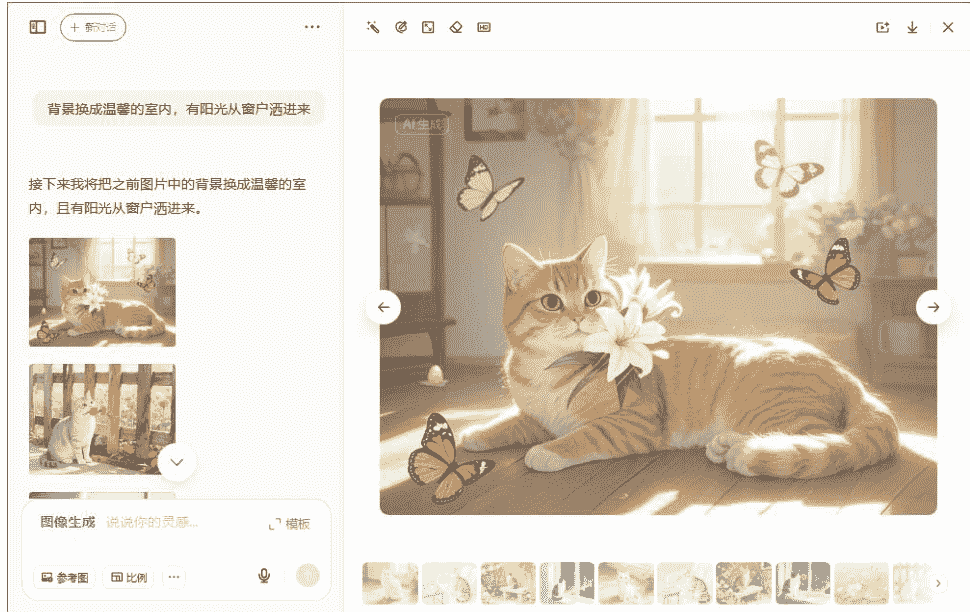 新对话
背景换成温馨的室内，有阳光从窗户洒进来
接下来我将把之前图片中的背景换成温馨的室
内，且有阳光从窗户洒进来。
图像生成 说说你的灵感... 模板
参考图 比例
HD
AI生成